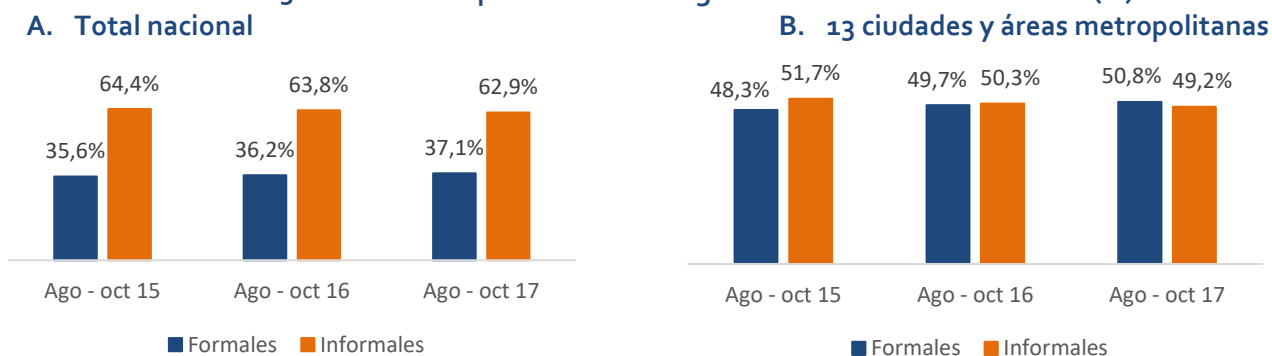 A. Total nacional
64,4%
63,8%
62,9%
35,6%
36,2%
37,1%
Ago - oct 15
Ago - oct 16
Ago - oct 17
Formales
Informales
B. 13 ciudades y áreas metropolitanas
48,3%
51,7%
49,7%
50,3%
50,8%
49,2%
Ago - oct 15
Ago - oct 16
Ago - oct 17
Formales
Informales